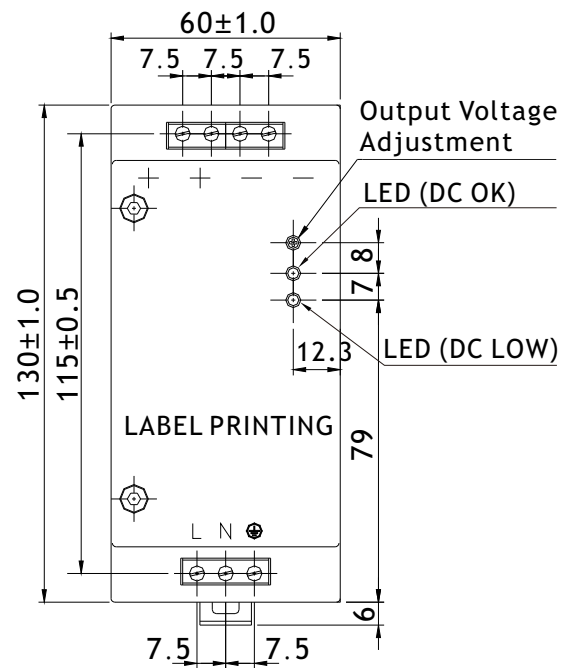 60±1.0
7.5 7.5 7.5
Output Voltage
Adjustment
+ + − −
LED (DC OK)
8
7
130±1.0
115±0.5
12.3
LED (DC LOW)
LABEL PRINTING
79
L N ⏚
6
7.5 7.5